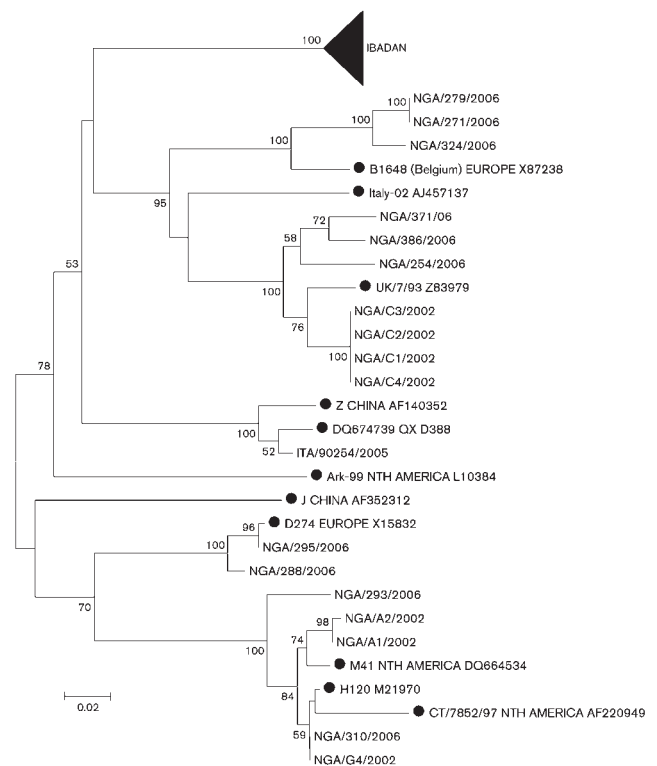 100 IBADAN
100 NGA/279/2006
NGA/271/2006
100
NGA/324/2006
100
B1648 (Belgium) EUROPE X87238
95
Italy-02 AJ457137
72 NGA/371/06
NGA/386/2006
58
NGA/254/2006
53
100
UK/7/93 Z83979
NGA/C3/2002
76
NGA/C2/2002
100 NGA/C1/2002
NGA/C4/2002
78
Z CHINA AF140352
100
DQ674739 QX D388
52 ITA/90254/2005
Ark-99 NTH AMERICA L10384
J CHINA AF352312
96 D274 EUROPE X15832
100 NGA/295/2006
NGA/288/2006
70
NGA/293/2006
98 NGA/A2/2002
74 NGA/A1/2002
100
M41 NTH AMERICA DQ664534
84
H120 M21970
CT/7852/97 NTH AMERICA AF220949
59 NGA/310/2006
NGA/G4/2002
0.02